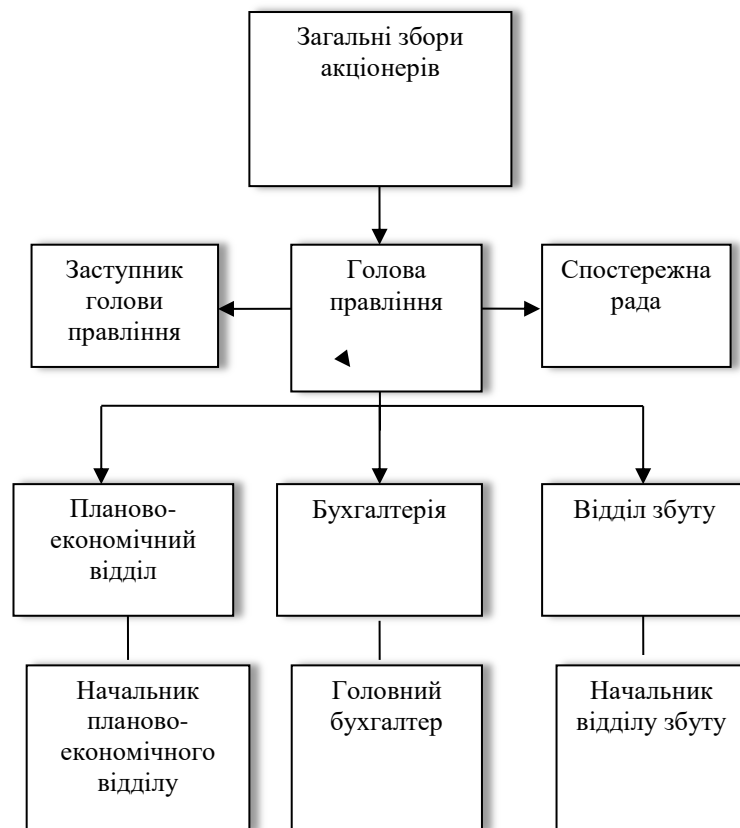 Загальні збори
акціонерів
Заступник
голови
правління
Голова
правління
Спостережна
рада
Планово-
економічний
відділ
Бухгалтерія
Відділ збуту
Начальник
планово-
економічного
відділу
Головний
бухгалтер
Начальник
відділу збуту